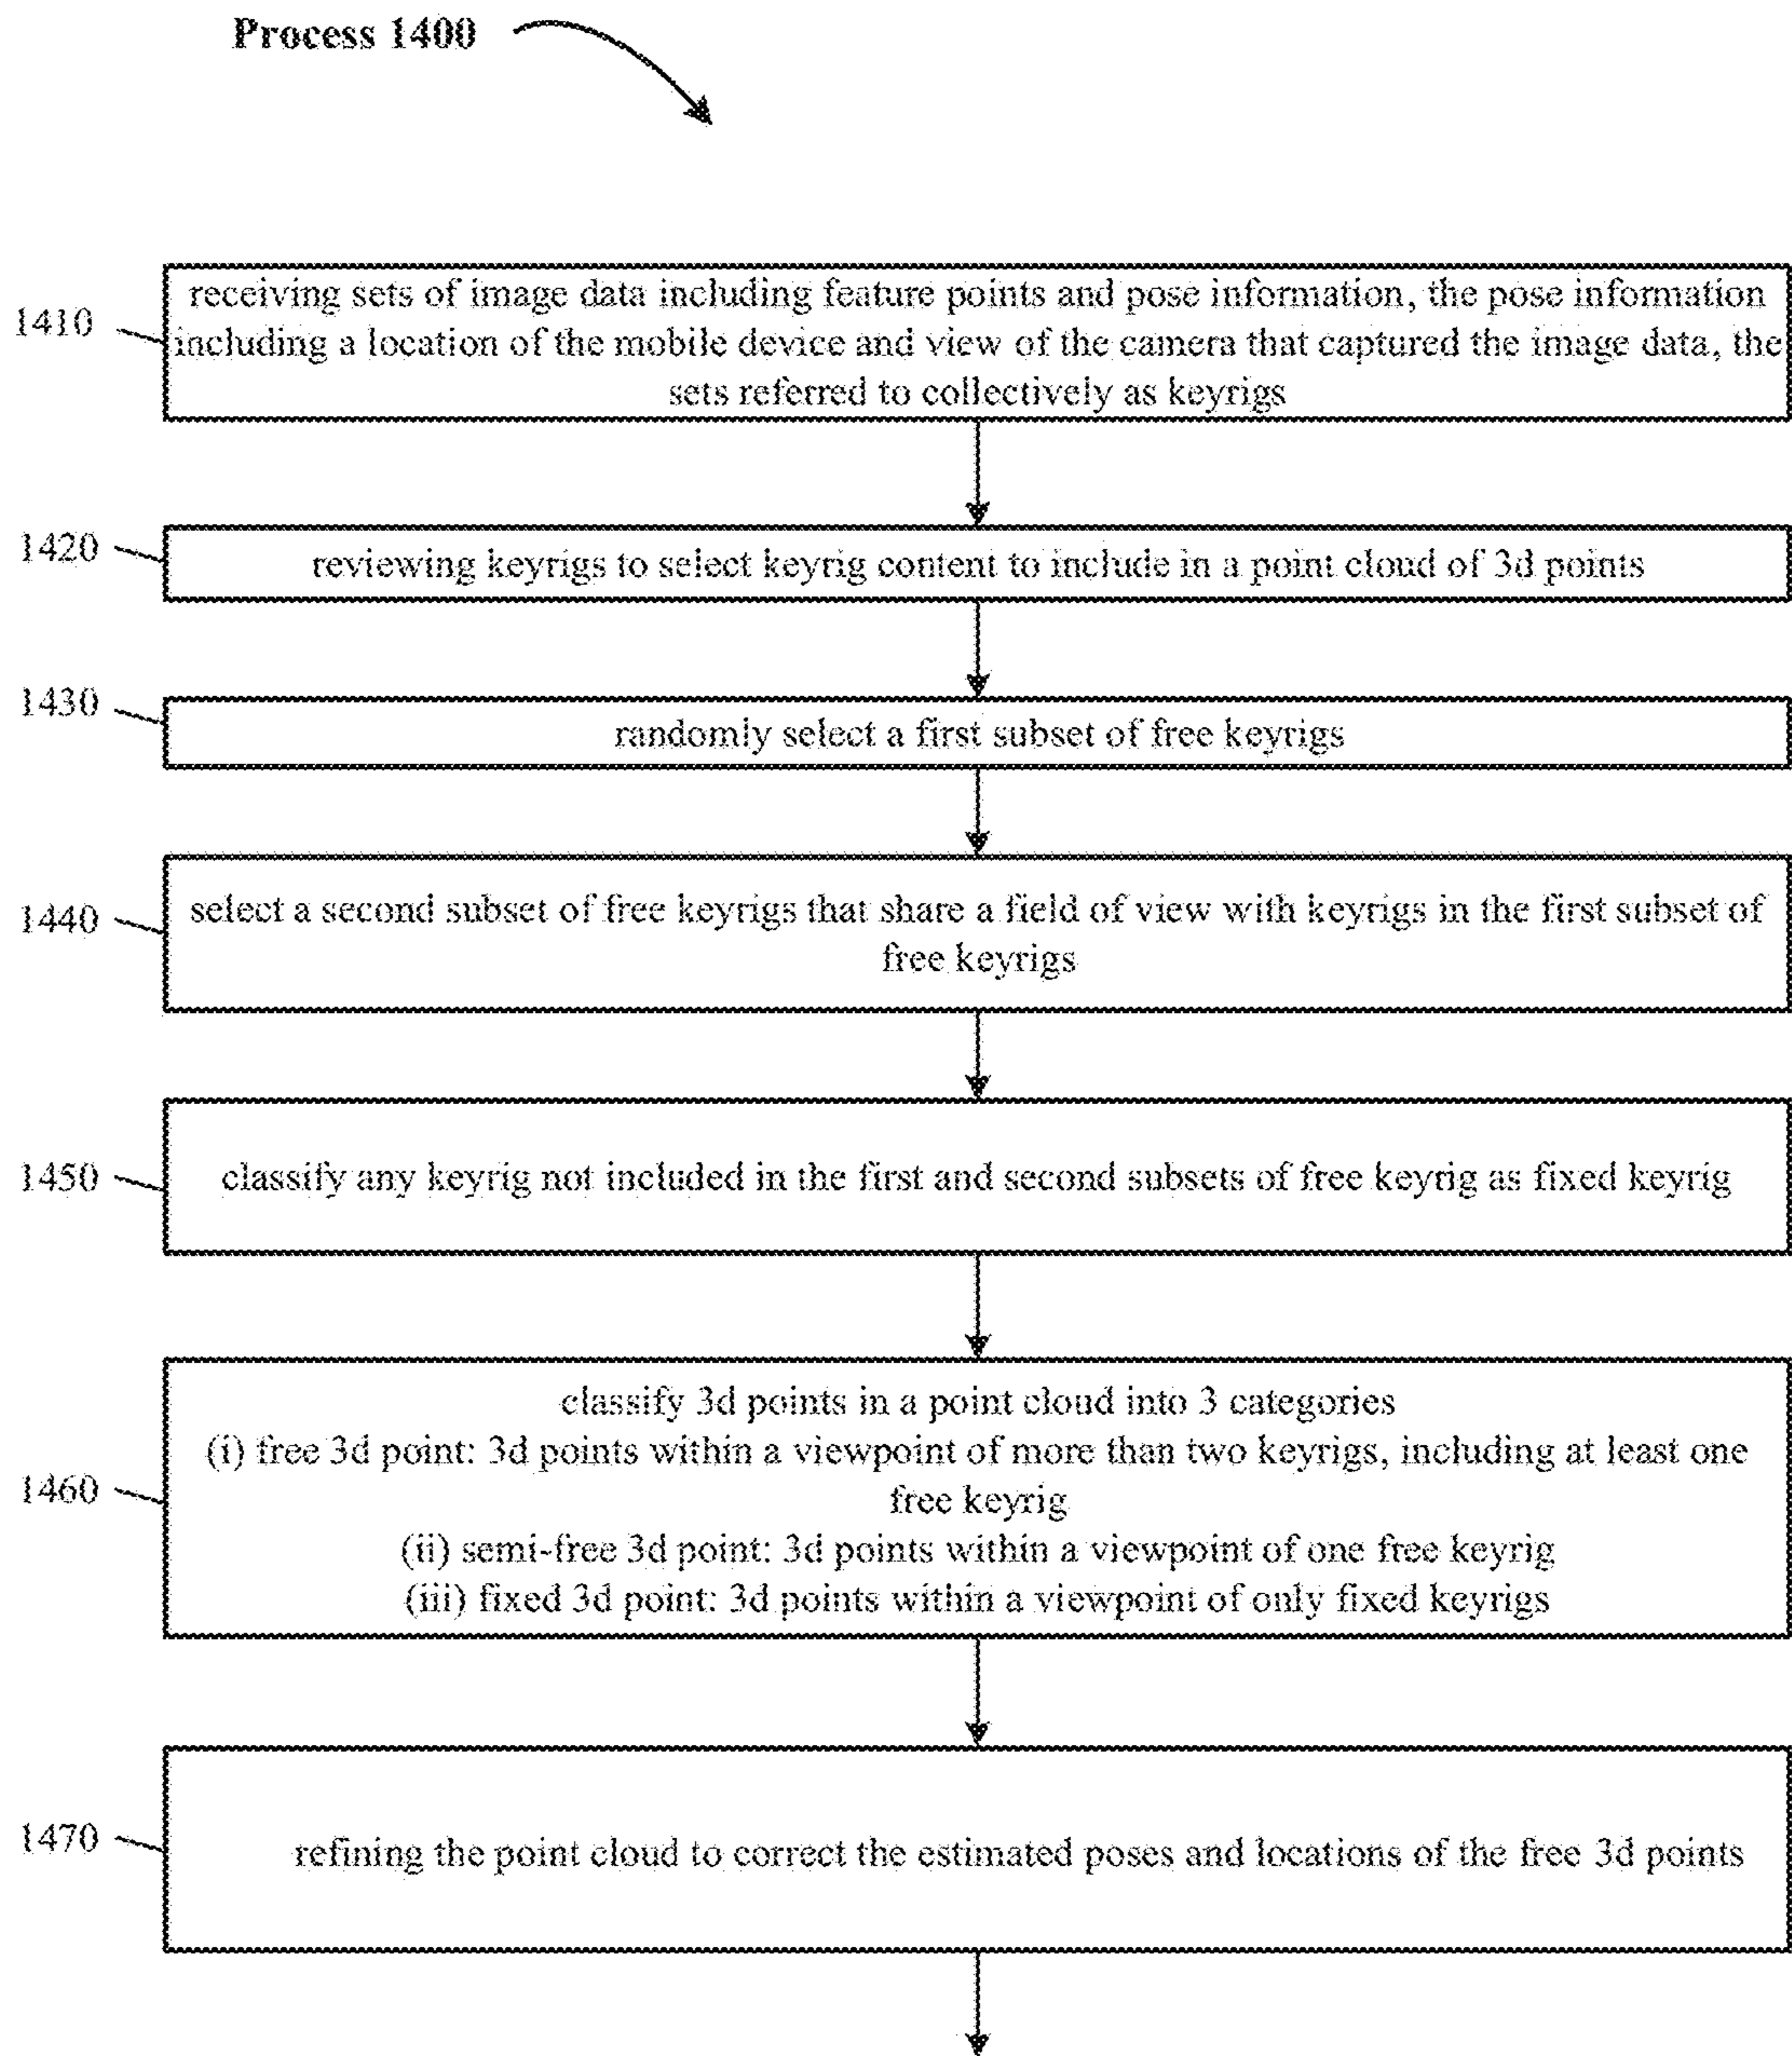 Process 1400
1410
receiving sets of image data including feature points and pose information, the pose information
including a location of the mobile device and view of the camera that captured the image data, the
sets referred to collectively as keyrigs
1420
reviewing keyrigs to select keyrig content to include in a point cloud of 3d points
1430
randomly select a first subset of free keyrigs
1440
select a second subset of free keyrigs that share a field of view with keyrigs in the first subset of
free keyrigs
1450
classify any keyrig not included in the first and second subsets of free keyrig as fixed keyrig
1460
classify 3d points in a point cloud into 3 categories
(i) free 3d point: 3d points within a viewpoint of more than two keyrigs, including at least one
free keyrig
(ii) semi-free 3d point: 3d points within a viewpoint of one free keyrig
(iii) fixed 3d point: 3d points within a viewpoint of only fixed keyrigs
1470
refining the point cloud to correct the estimated poses and locations of the free 3d points